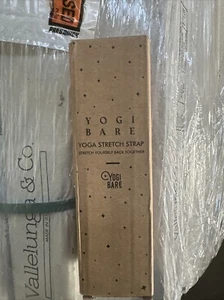 YOGI
BARE
YOGA STRETCH STRAP
STRETCH YOURSELF BACK TOGETHER
YOGI
BARE
Vallelunga & Co.